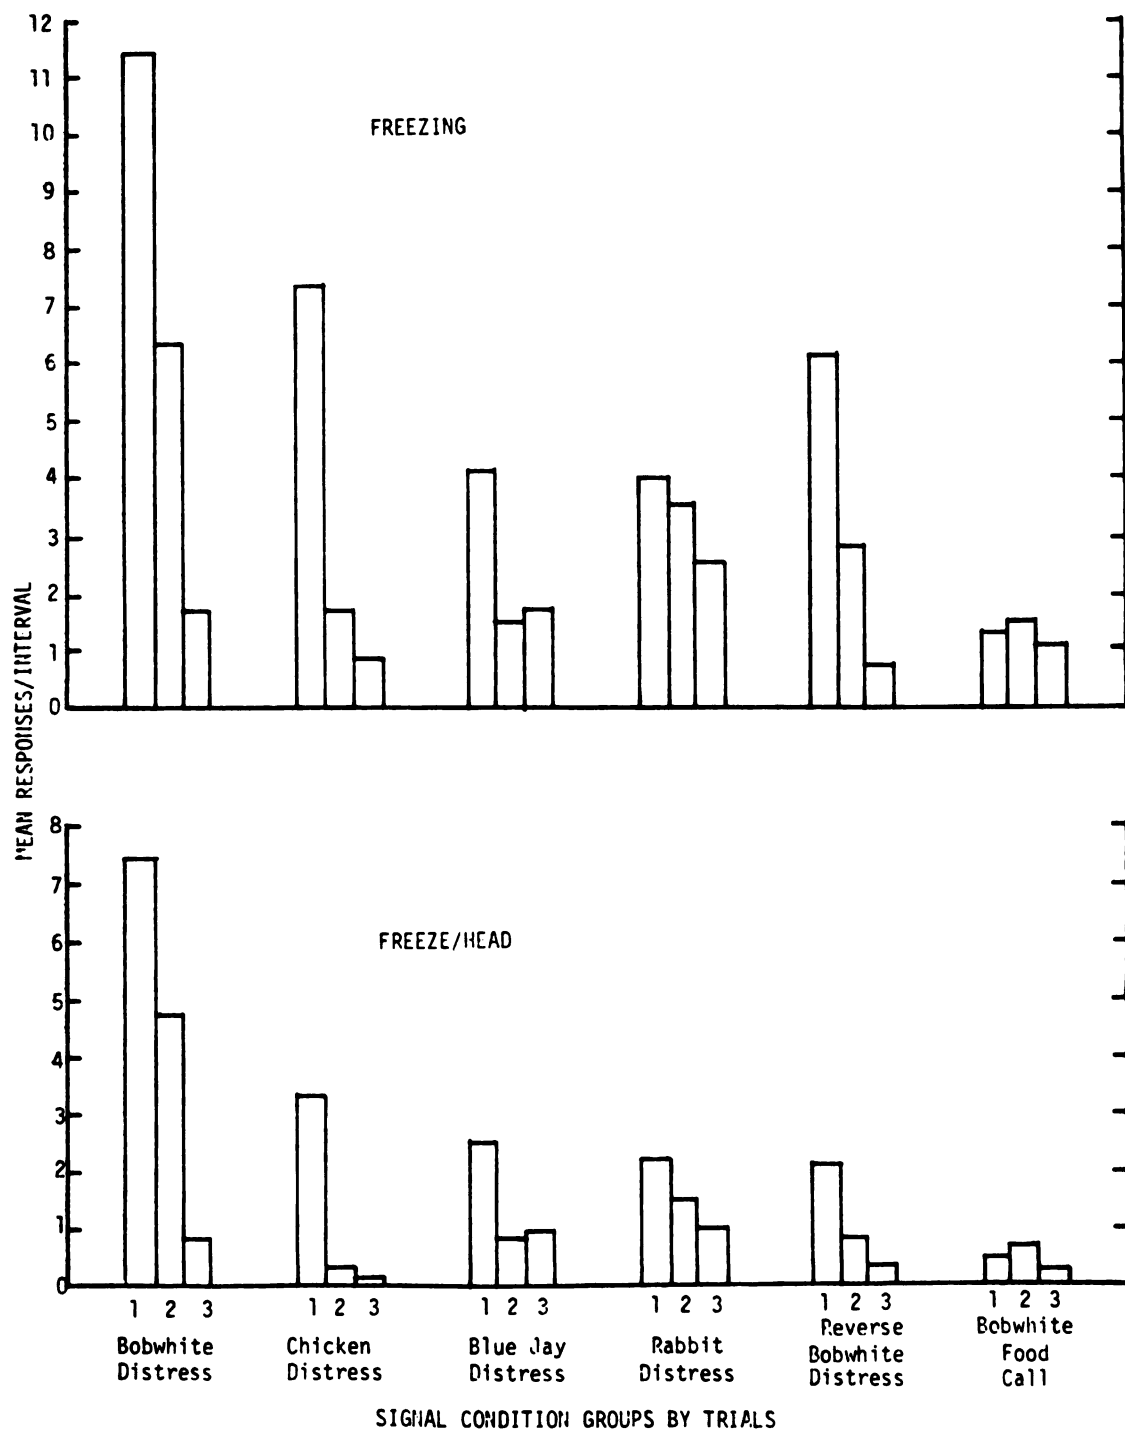 12
11
10
9
8
7
6
5
4
3
2
1
0
FREEZING
MEAN RESPONSES/INTERVAL
8
7
6
5
4
3
2
1
0
FREEZE/HEAD
1 2 3
1 2 3
1 2 3
1 2 3
1 2 3
1 2 3
Bobwhite
Distress
Chicken
Distress
Blue Jay
Distress
Rabbit
Distress
Reverse
Bobwhite
Distress
Bobwhite
Food
Call
SIGNAL CONDITION GROUPS BY TRIALS